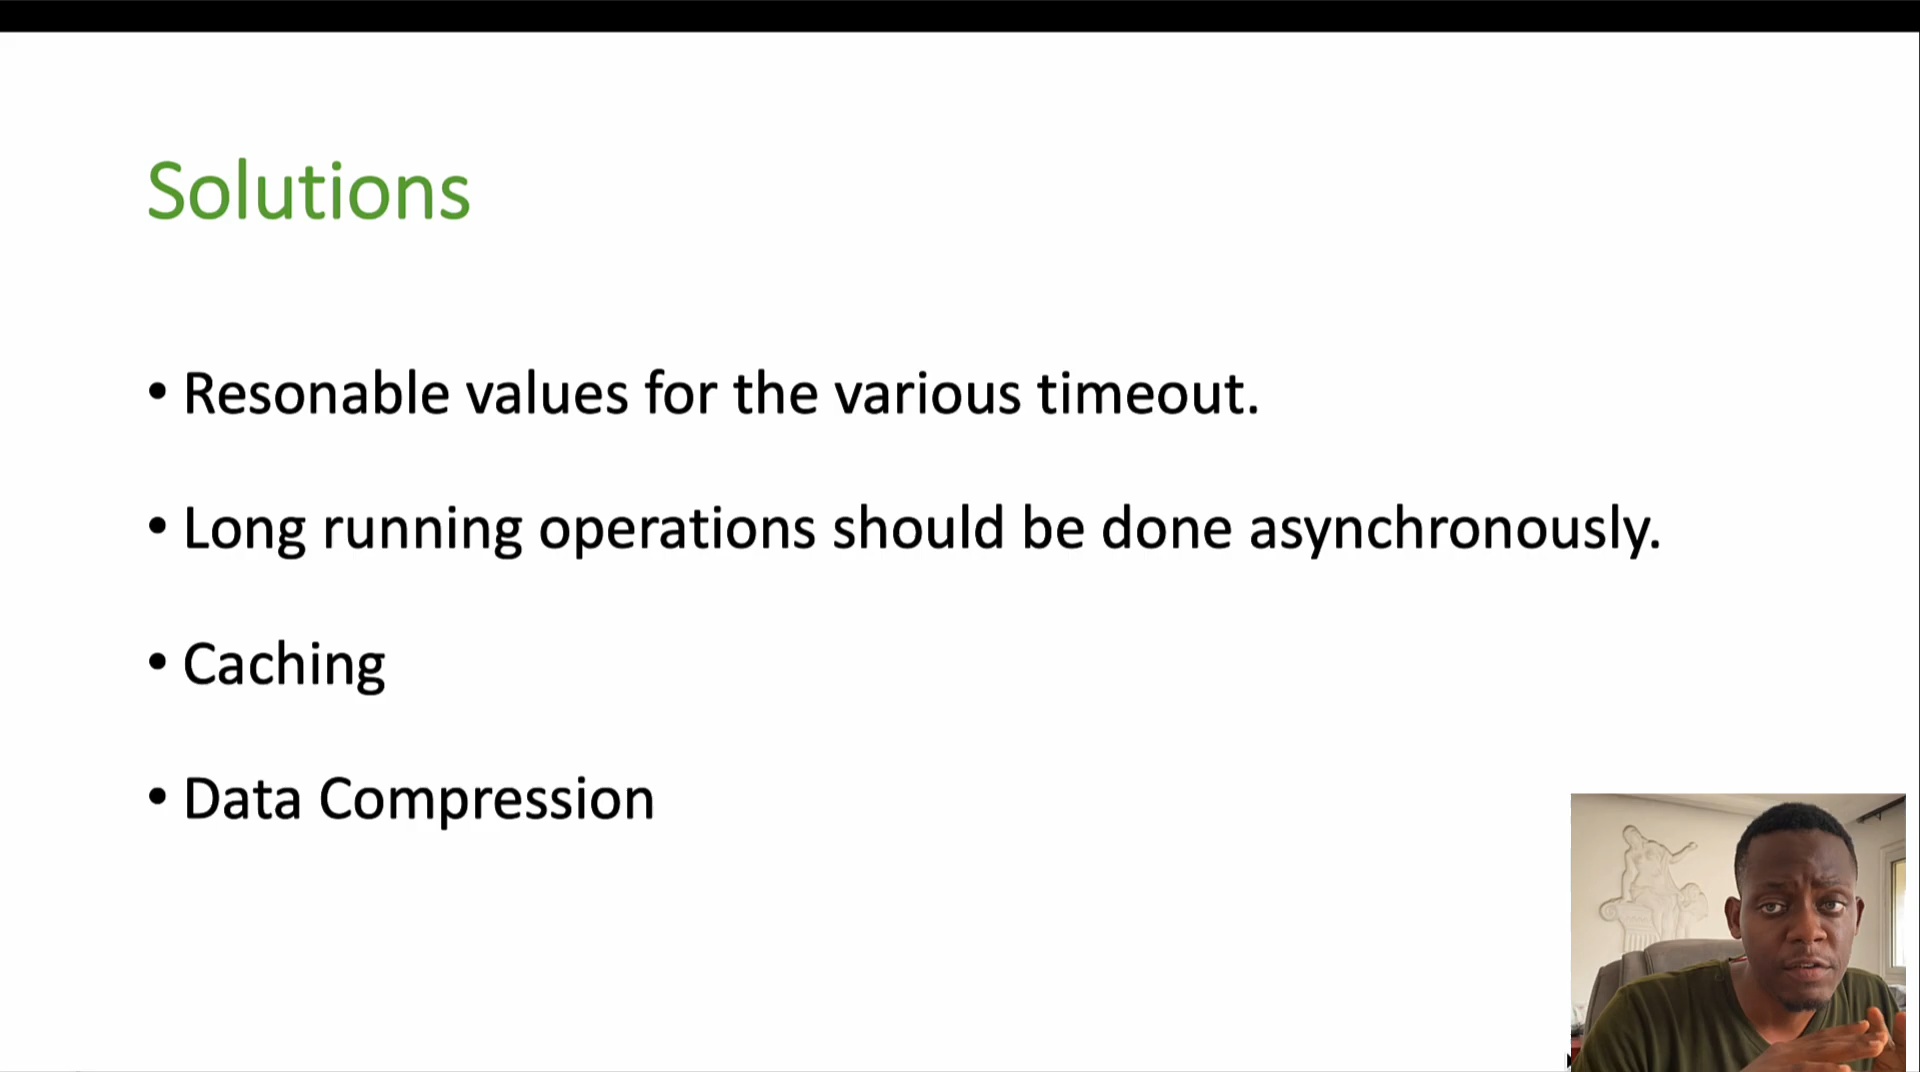 Solutions
• Resonable values for the various timeout.
• Long running operations should be done asynchronously.
• Caching
• Data Compression